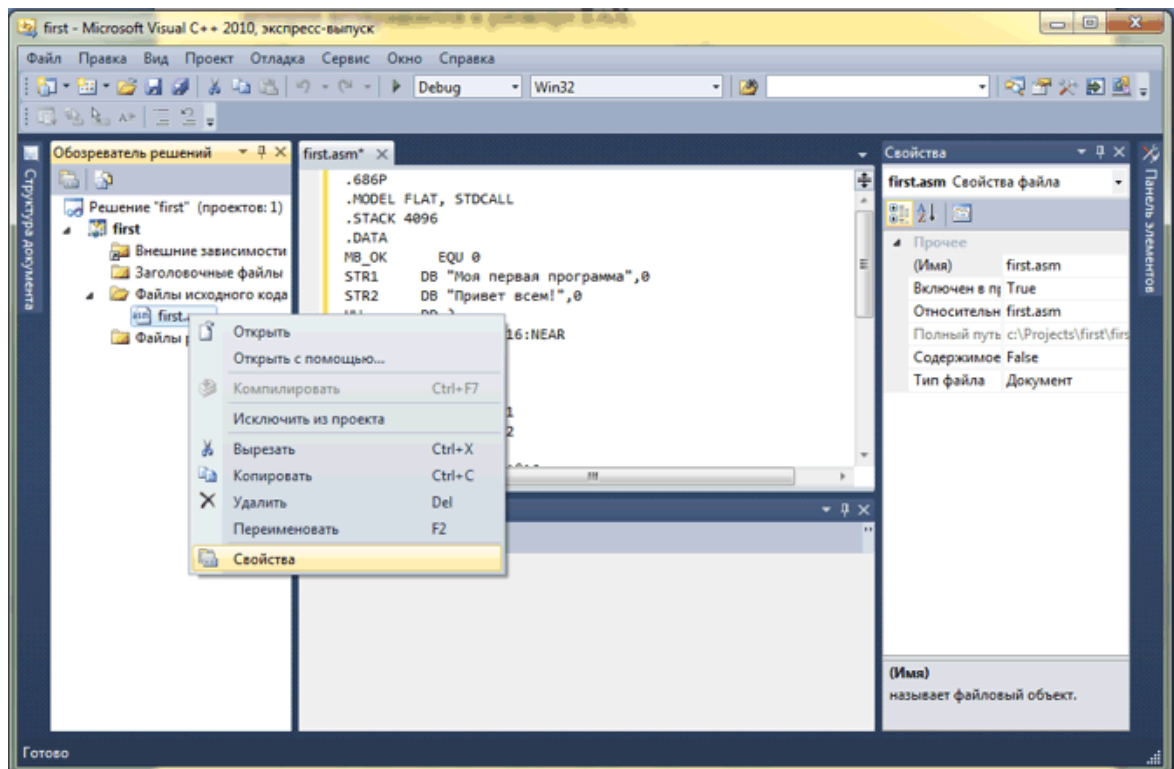 first - Microsoft Visual C++ 2010, экспресс-выпуск
Файл Правка Вид Проект Отладка Сервис Окно Справка
Debug Win32
Структура документа
Обозреватель решений
Решение "first" (проектов: 1)
first
Внешние зависимости
Заголовочные файлы
Файлы исходного кода
first.
Файлы
first.asm*
.686P
.MODEL FLAT, STDCALL
.STACK 4096
.DATA
MB_OK EQU 0
STR1 DB "Моя первая программа",0
STR2 DB "Привет всем!",0
16:NEAR
1
2
Открыть
Открыть с помощью...
Компилировать Ctrl+F7
Исключить из проекта
Вырезать Ctrl+X
Копировать Ctrl+C
Удалить Del
Переименовать F2
Свойства
Свойства
first.asm Свойства файла
Прочее
(Имя) first.asm
Включен в пр True
Относительн first.asm
Полный путь c:\Projects\first\firs
Содержимое False
Тип файла Документ
(Имя)
называет файловый объект.
Панель элементов
Готово